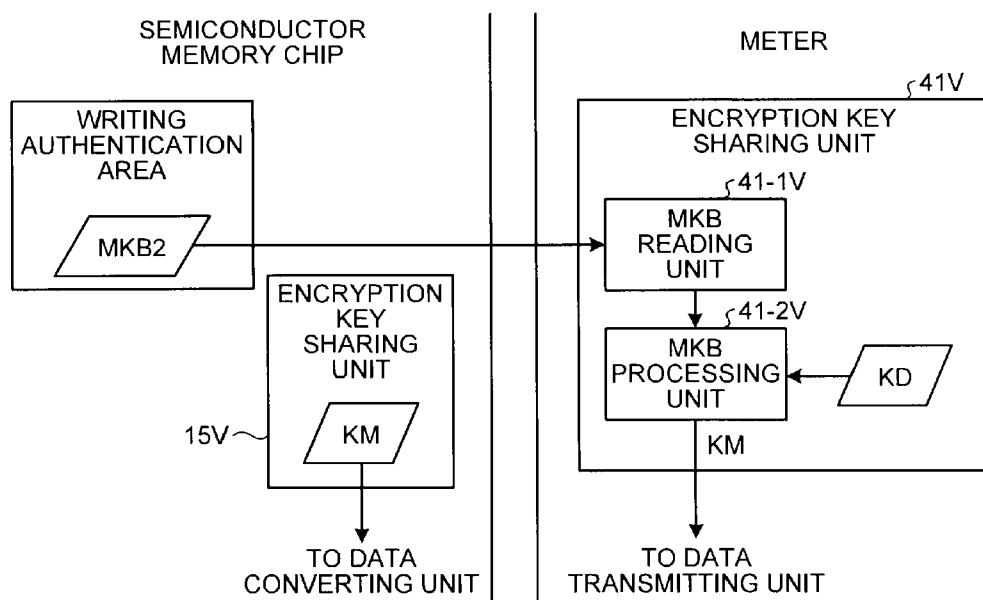 SEMICONDUCTOR
MEMORY CHIP
WRITING
AUTHENTICATION
AREA
MKB2
ENCRYPTION
KEY
SHARING
UNIT
15V
KM
TO DATA
CONVERTING UNIT
METER
41V
ENCRYPTION KEY
SHARING UNIT
41-1V
MKB
READING
UNIT
41-2V
MKB
PROCESSING
UNIT
KD
KM
TO DATA
TRANSMITTING UNIT